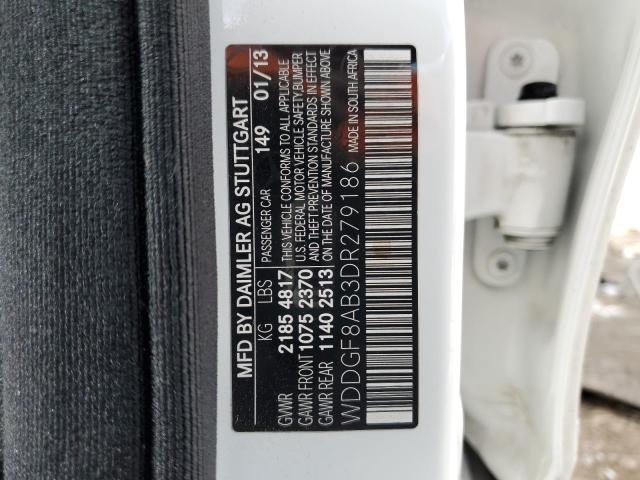 MFD BY DAIMLER AG STUTTGART
KG LBS PASSENGER CAR 149 01/13
GVWR 2185 4817 THIS VEHICLE CONFORMS TO ALL APPLICABLE
U.S. FEDERAL MOTOR VEHICLE SAFETY, BUMPER
GAWR FRONT 1075 2370 AND THEFT PREVENTION STANDARDS IN EFFECT
GAWR REAR 1140 2513 ON THE DATE OF MANUFACTURE SHOWN ABOVE
WDDGF8AB3DR279186 MADE IN SOUTH AFRICA